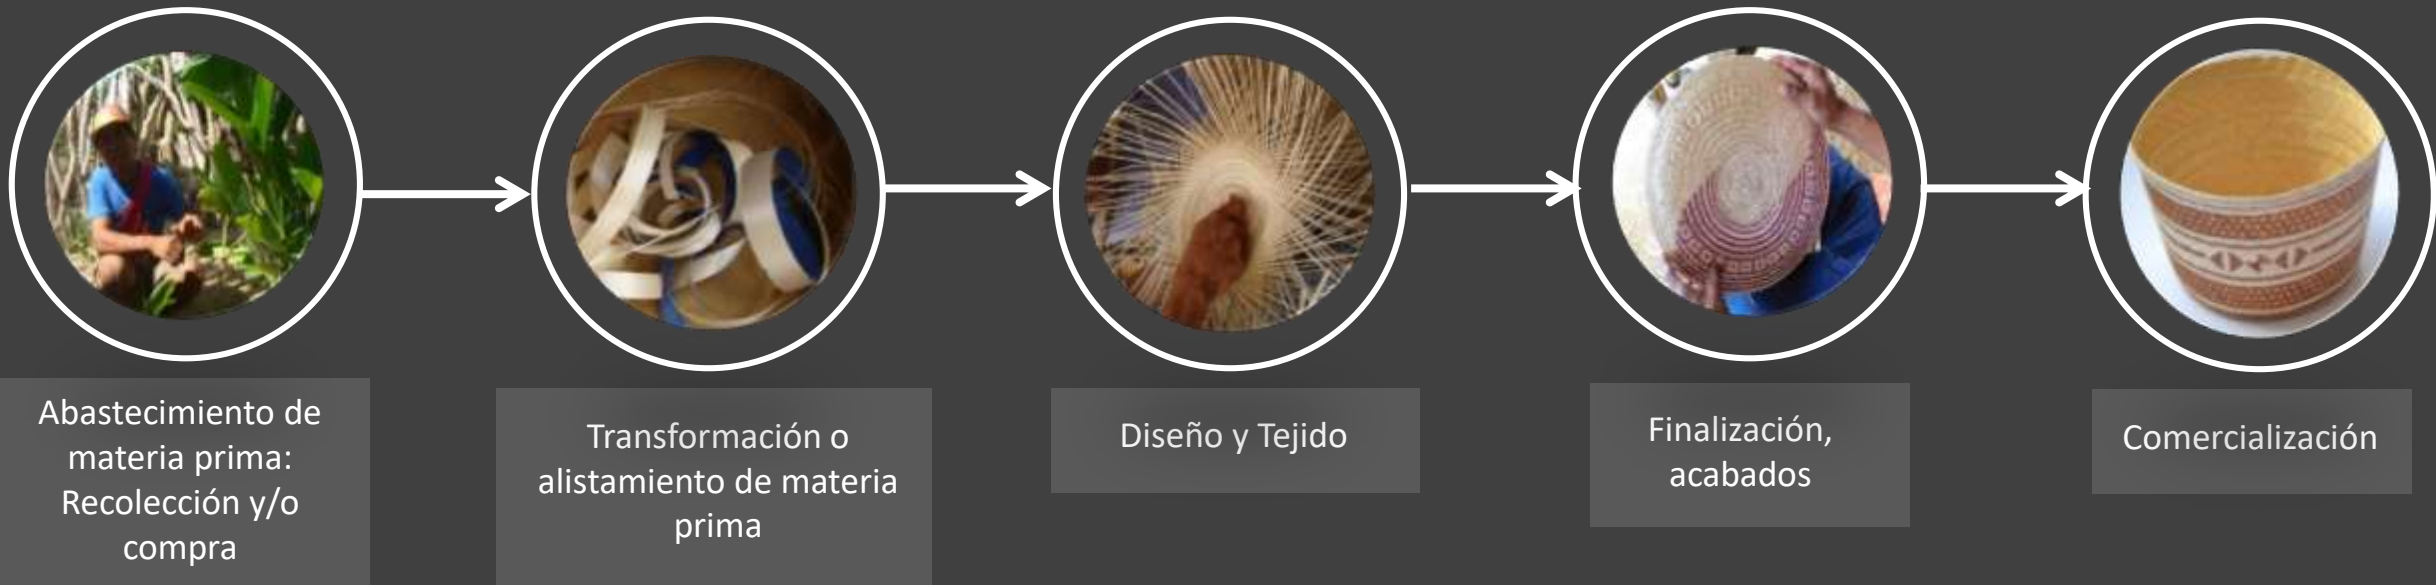 Abastecimiento de
materia prima:
Recolección y/o
compra
Transformación o
alistamiento de materia
prima
Diseño y Tejido
Finalización,
acabados
Comercialización